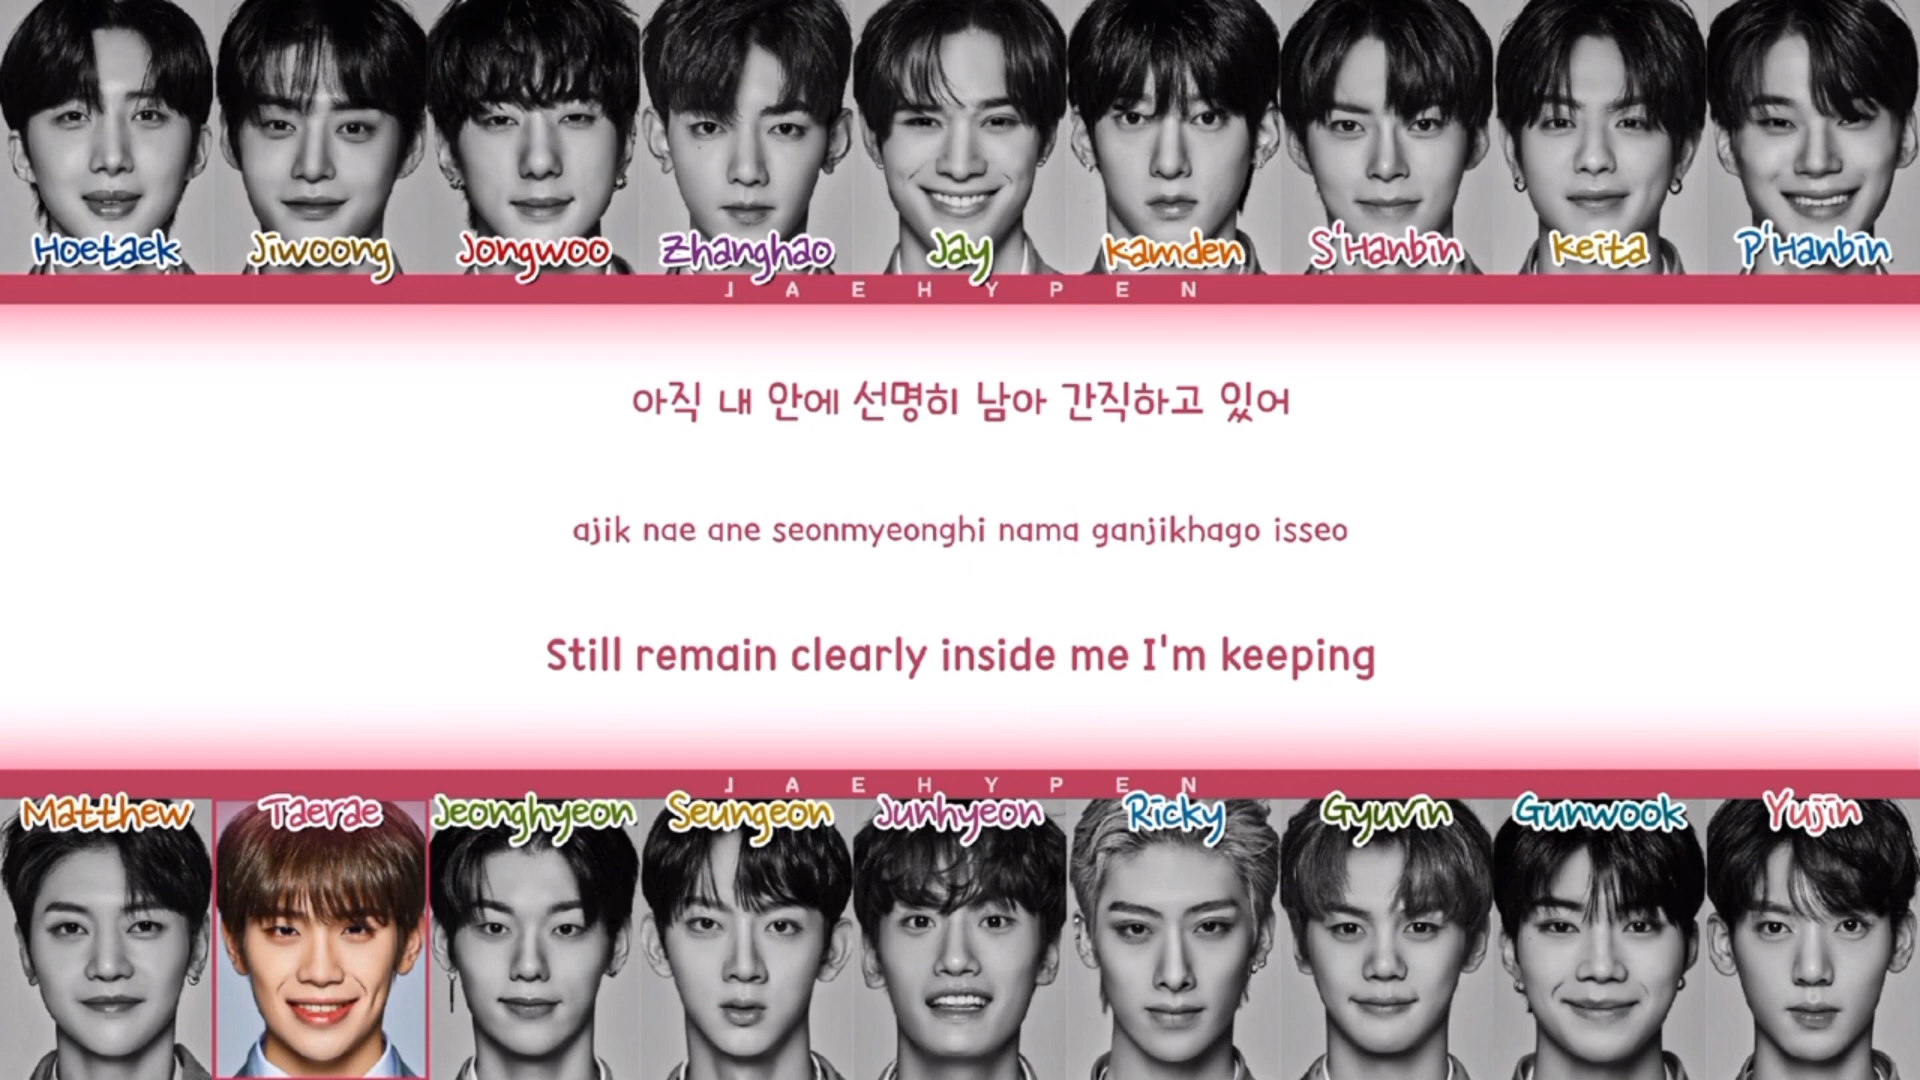 Hoetaek Jiwoong Jongwoo Zhanghao Jay Kamden S'Hanbin Keita P'Hanbin
JAEHYPEN
아직 내 안에 선명히 남아 간직하고 있어
ajik nae ane seonmyeonghi nama ganjikhago isseo
Still remain clearly inside me I'm keeping
JAEHYPEN
Matthew Taerae Jeonghyeon Seungeon Junhyeon Ricky Gyuvin Gunwook Yujin